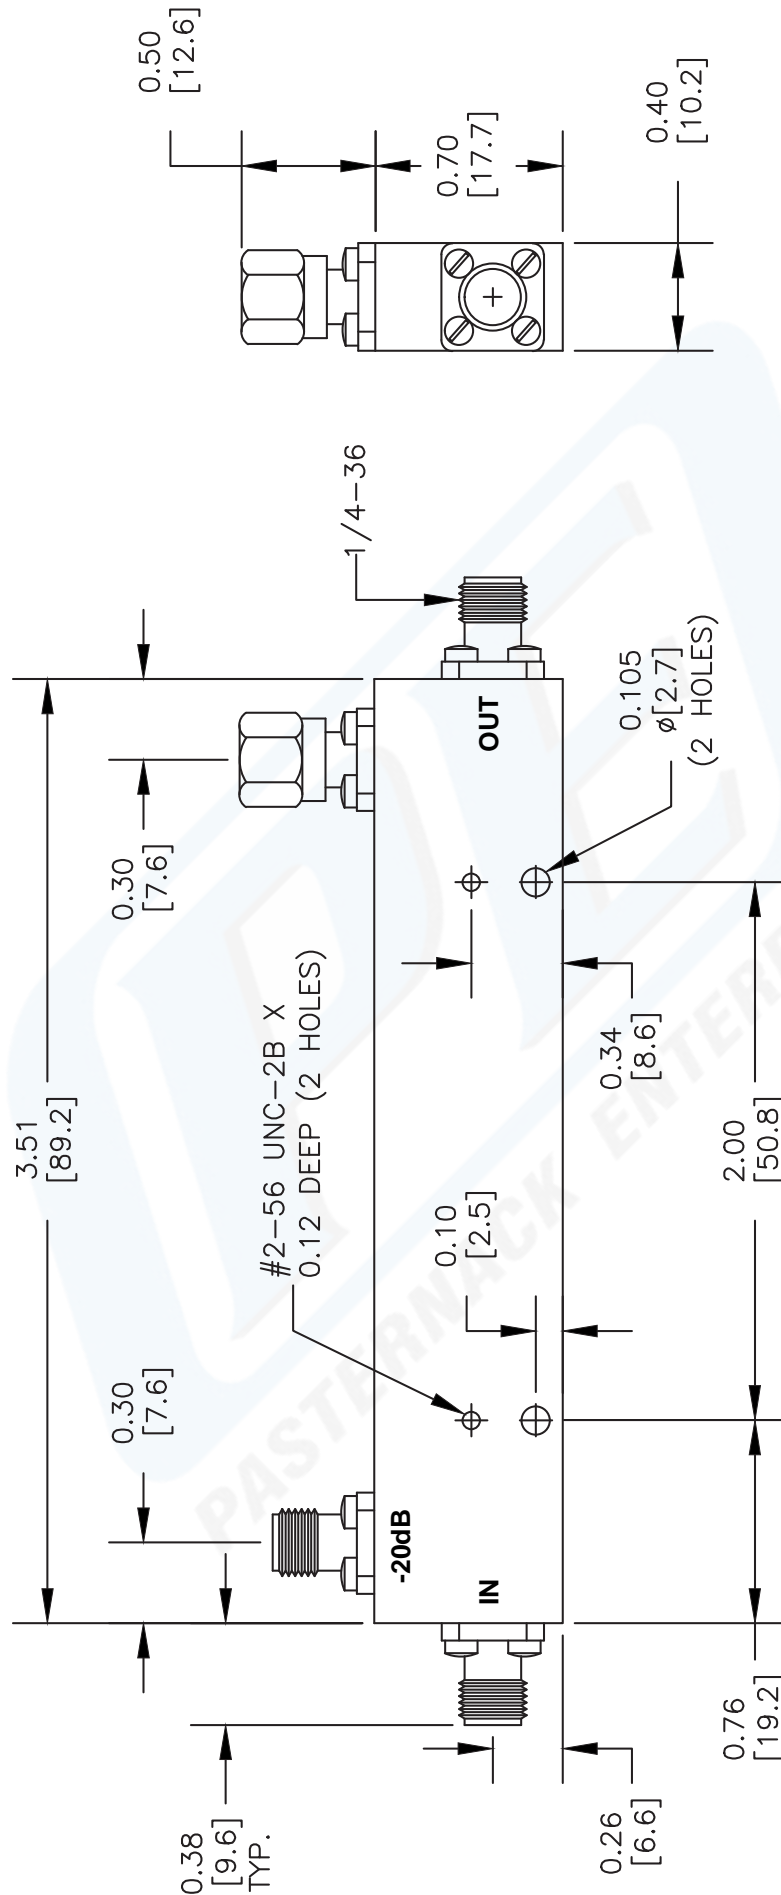 0.38
[9.6]
TYP.
0.30
[7.6]
3.51
[89.2]
0.30
[7.6]
0.50
[12.6]
#2-56 UNC-2B X
0.12 DEEP (2 HOLES)
1/4-36
0.70
[17.7]
-20dB
IN
OUT
0.10
[2.5]
0.26
[6.6]
0.34
[8.6]
0.105
ø[2.7]
(2 HOLES)
0.40
[10.2]
0.76
[19.2]
2.00
[50.8]
PE
PASTERNACK